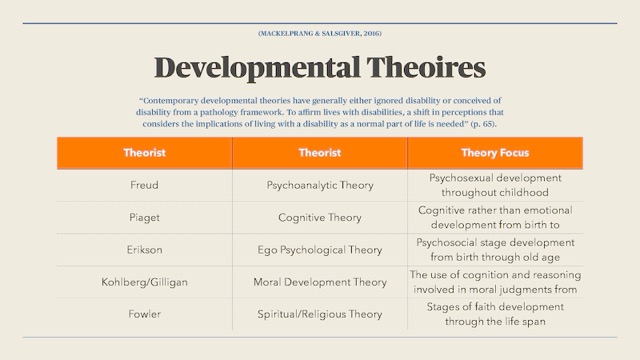 (MACKELPRANG & SALSGIVER, 2016)
Developmental Theoires
“Contemporary developmental theories have generally either ignored disability or conceived of
disability from a pathology framework. To affirm lives with disabilities, a shift in perceptions that
considers the implications of living with a disability as a normal part of life is needed” (p. 65).
Theorist Theorist Theory Focus
Freud Psychoanalytic Theory Psychosexual development
throughout childhood
Piaget Cognitive Theory Cognitive rather than emotional
development from birth to
Erikson Ego Psychological Theory Psychosocial stage development
from birth through old age
Kohlberg/Gilligan Moral Development Theory The use of cognition and reasoning
involved in moral judgments from
Fowler Spiritual/Religious Theory Stages of faith development
through the life span